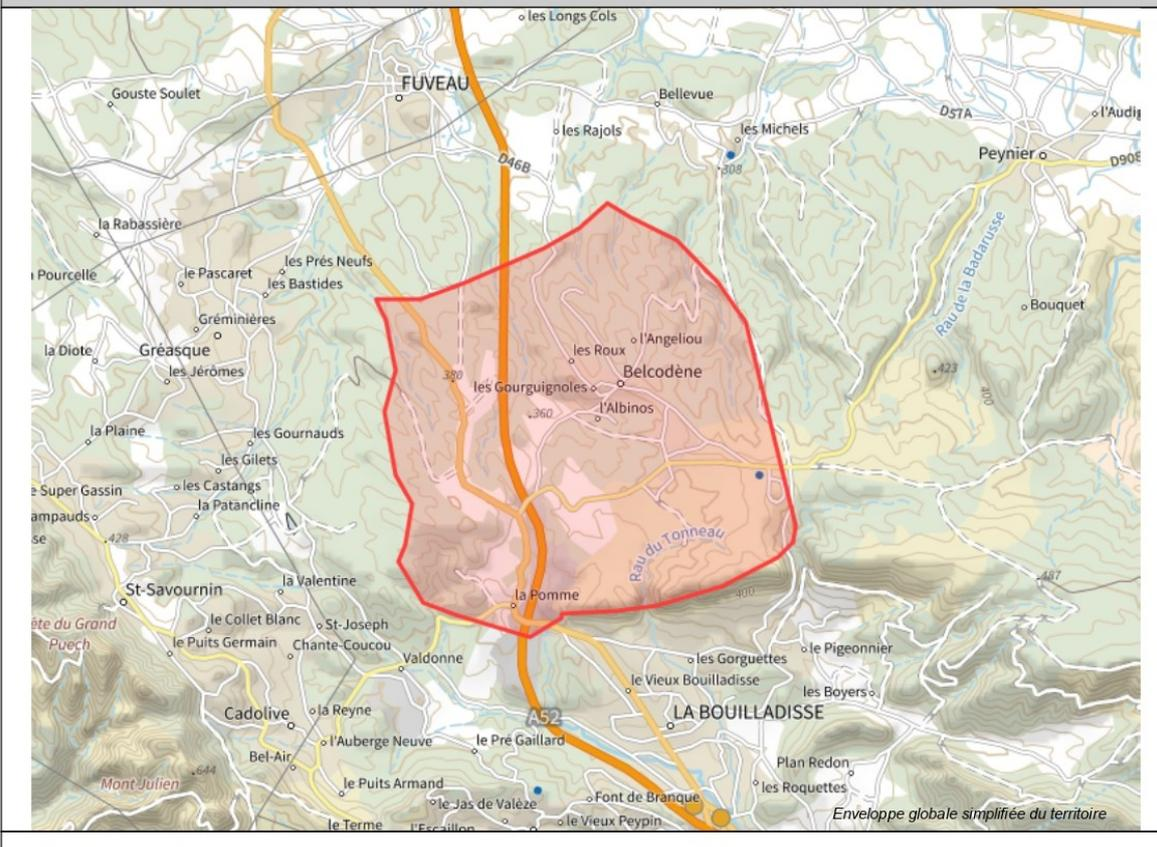 les Longs Cols
FUVEAU
Gouste Soulet
Bellevue
D57A
l'Audig
les Rajols
les Michels
D46B
308
Peynier
D908
la Rabassière
Rau de la Badarusse
Pourcelle
le Pascaret
les Prés Neufs
les Bastides
Bouquet
Gréminières
la Diote
Gréasque
les Roux
l'Angeliou
les Jérômes
380
les Gourguignoles
Belcodène
423
400
360
l'Albinos
la Plaine
les Gournauds
les Gilets
e Super Gassin
les Castangs
la Patancline
ampauds
se
428
Rau du Tonneau
la Valentine
487
St-Savournin
la Pomme
400
ête du Grand
Puech
le Collet Blanc
St-Joseph
le Puits Germain
Chante-Coucou
le Pigeonnier
Valdonne
les Gorguettes
le Vieux Bouilladisse
les Boyers
Cadolive
la Reyne
A52
LA BOUILLADISSE
l'Auberge Neuve
le Pré Gaillard
Bel-Air
Plan Redon
Mont-Julien
644
le Puits Armand
les Roquettes
le Jas de Valèze
Font de Branque
le Terme
l'Escaillon
le Vieux Peypin
Enveloppe globale simplifiée du territoire